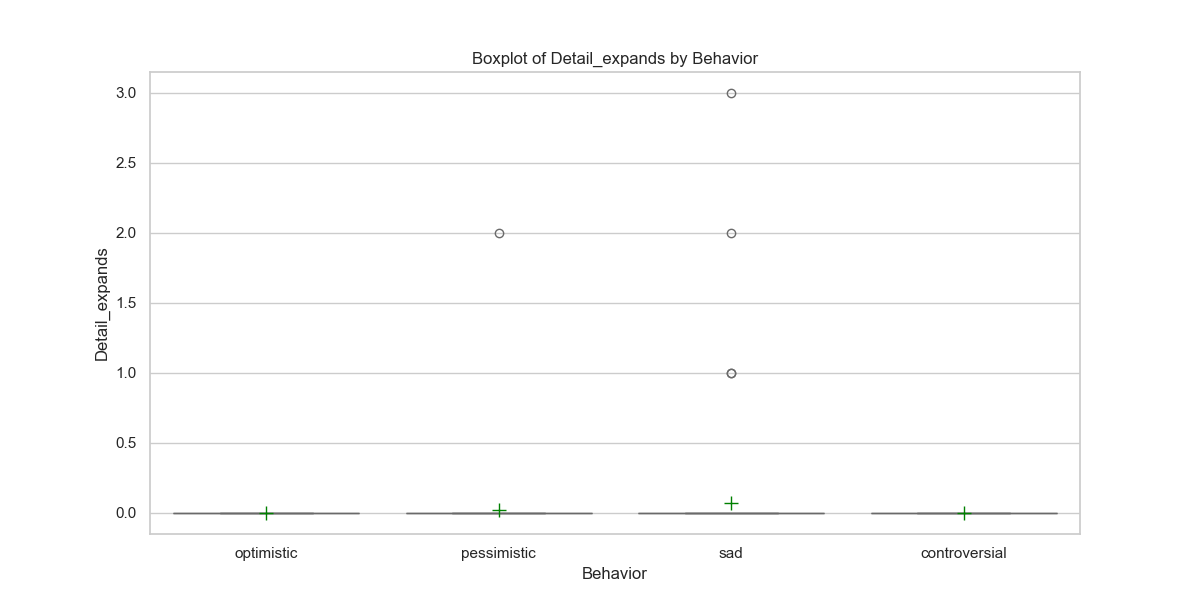 Boxplot of Detail_expands by Behavior
3.0
2.5
2.0
1.5
1.0
0.5
0.0
Detail_expands
optimistic pessimistic sad controversial
Behavior